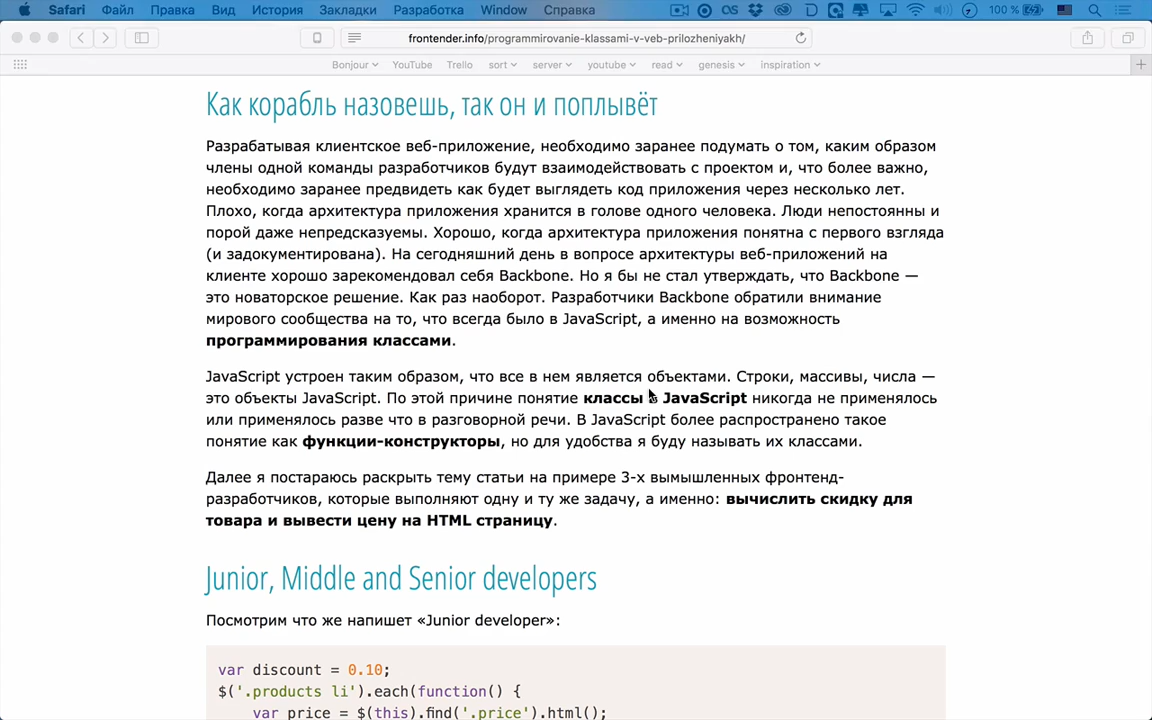 Safari Файл Правка Вид История Закладки Разработка Window Справка 100 %
frontender.info/programmirovanie-klassami-v-veb-prilozheniyakh/
Bonjour YouTube Trello sort server youtube read genesis inspiration
Как корабль назовешь, так он и поплывёт
Разрабатывая клиентское веб-приложение, необходимо заранее подумать о том, каким образом
члены одной команды разработчиков будут взаимодействовать с проектом и, что более важно,
необходимо заранее предвидеть как будет выглядеть код приложения через несколько лет.
Плохо, когда архитектура приложения хранится в голове одного человека. Люди непостоянны и
порой даже непредсказуемы. Хорошо, когда архитектура приложения понятна с первого взгляда
(и задокументирована). На сегодняшний день в вопросе архитектуры веб-приложений на
клиенте хорошо зарекомендовал себя Backbone. Но я бы не стал утверждать, что Backbone —
это новаторское решение. Как раз наоборот. Разработчики Backbone обратили внимание
мирового сообщества на то, что всегда было в JavaScript, а именно на возможность
программирования классами.
JavaScript устроен таким образом, что все в нем является объектами. Строки, массивы, числа —
это объекты JavaScript. По этой причине понятие классы в JavaScript никогда не применялось
или применялось разве что в разговорной речи. В JavaScript более распространено такое
понятие как функции-конструкторы, но для удобства я буду называть их классами.
Далее я постараюсь раскрыть тему статьи на примере 3-х вымышленных фронтенд-
разработчиков, которые выполняют одну и ту же задачу, а именно: вычислить скидку для
товара и вывести цену на HTML страницу.
Junior, Middle and Senior developers
Посмотрим что же напишет «Junior developer»:
var discount = 0.10;
$('.products li').each(function() {
var price = $(this).find('.price').html();